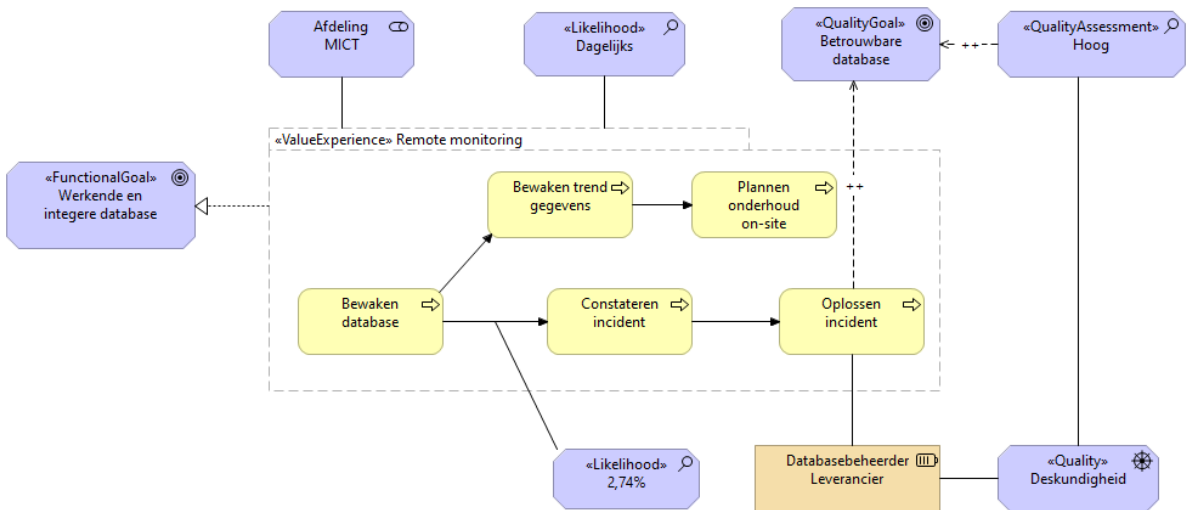 Afdeling
MICT
«Likelihood»
Dagelijks
«QualityGoal»
Betrouwbare
database
++
«QualityAssessment»
Hoog
«ValueExperience» Remote monitoring
«FunctionalGoal»
Werkende en
integere database
Bewaken trend
gegevens
Plannen
onderhoud
on-site
++
Bewaken
database
Constateren
incident
Oplossen
incident
«Likelihood»
2,74%
Databasebeheerder
Leverancier
«Quality»
Deskundigheid